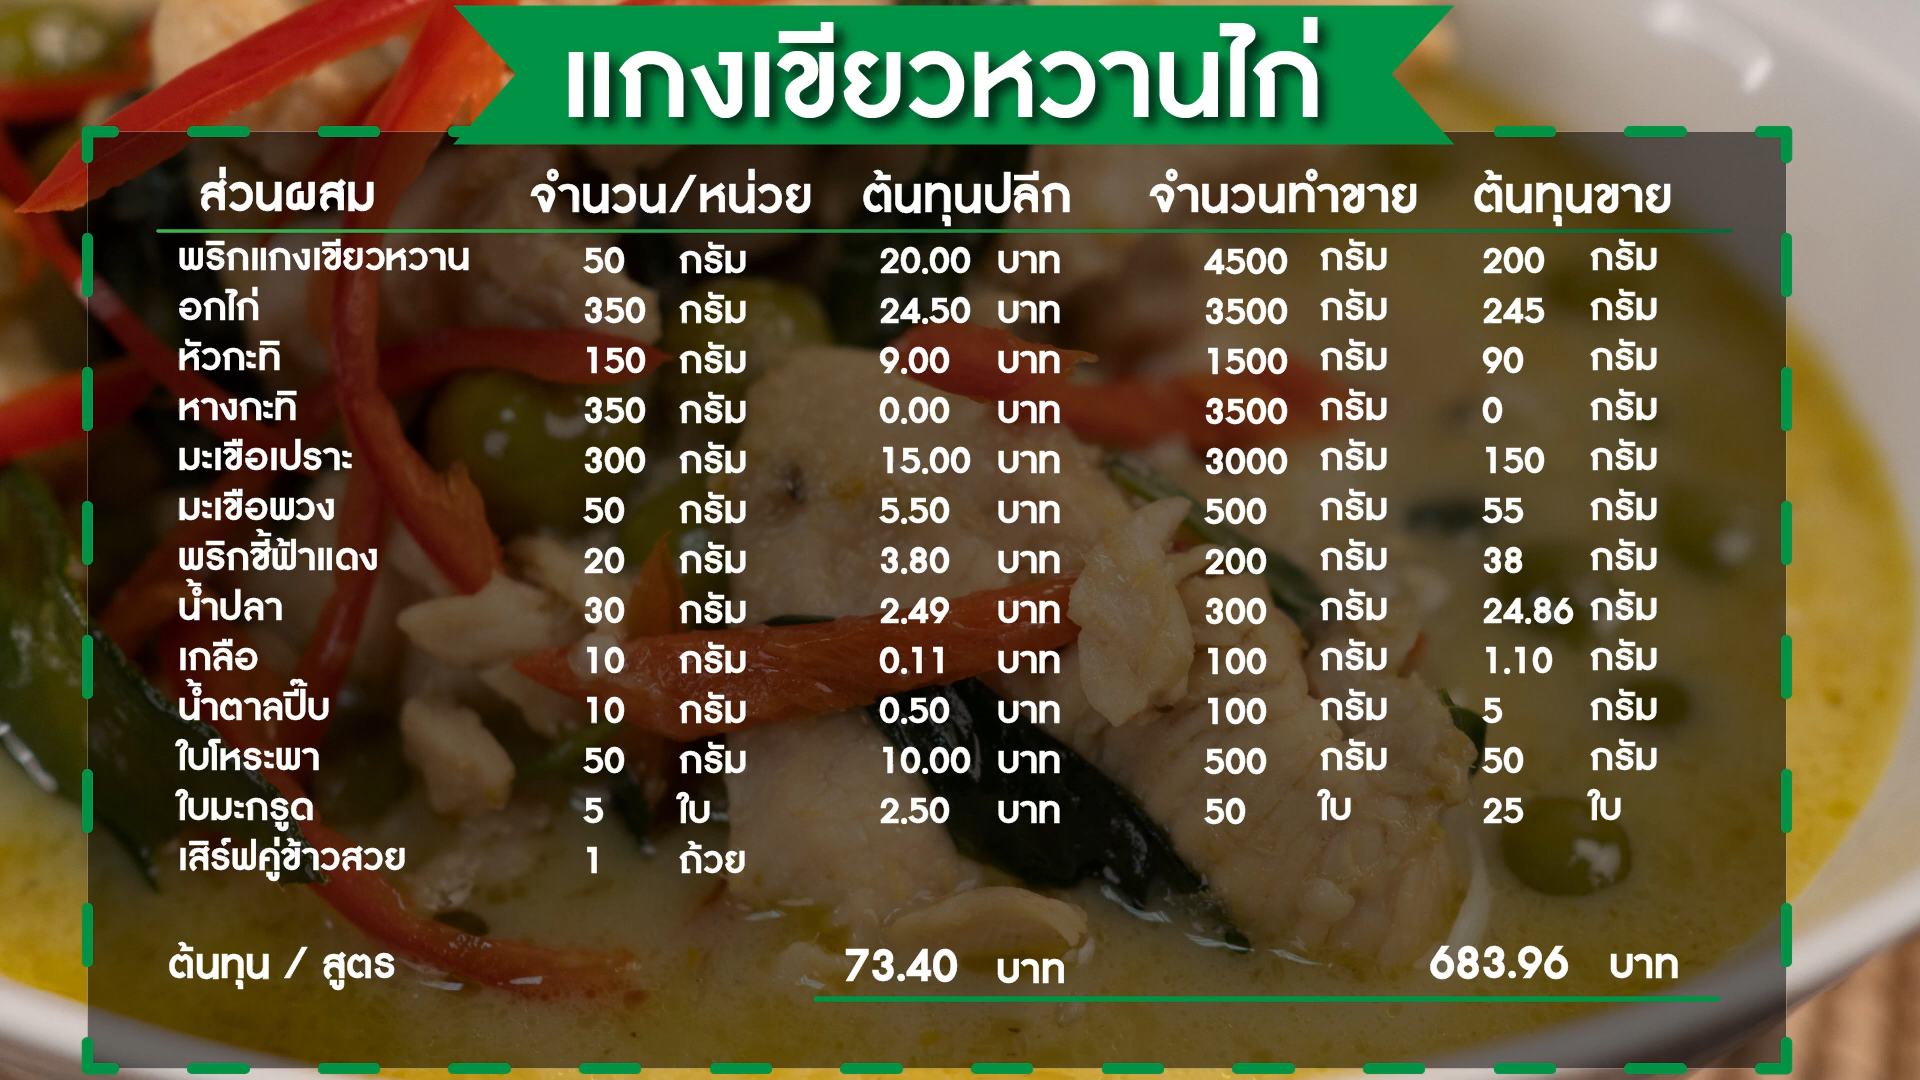 แกงเขียวหวานไก่
ส่วนผสม จำนวน/หน่วย ต้นทุนปลีก จำนวนทำขาย ต้นทุนขาย
พริกแกงเขียวหวาน 50 กรัม 20.00 บาท 4500 กรัม 200 กรัม
อกไก่ 350 กรัม 24.50 บาท 3500 กรัม 245 กรัม
หัวกะทิ 150 กรัม 9.00 บาท 1500 กรัม 90 กรัม
หางกะทิ 350 กรัม 0.00 บาท 3500 กรัม 0 กรัม
มะเขือเปราะ 300 กรัม 15.00 บาท 3000 กรัม 150 กรัม
มะเขือพวง 50 กรัม 5.50 บาท 500 กรัม 55 กรัม
พริกชี้ฟ้าแดง 20 กรัม 3.80 บาท 200 กรัม 38 กรัม
น้ำปลา 30 กรัม 2.49 บาท 300 กรัม 24.86 กรัม
เกลือ 10 กรัม 0.11 บาท 100 กรัม 1.10 กรัม
น้ำตาลปี๊บ 10 กรัม 0.50 บาท 100 กรัม 5 กรัม
ใบโหระพา 50 กรัม 10.00 บาท 500 กรัม 50 กรัม
ใบมะกรูด 5 ใบ 2.50 บาท 50 ใบ 25 ใบ
เสิร์ฟคู่ข้าวสวย 1 ถ้วย
ต้นทุน / สูตร 73.40 บาท 683.96 บาท